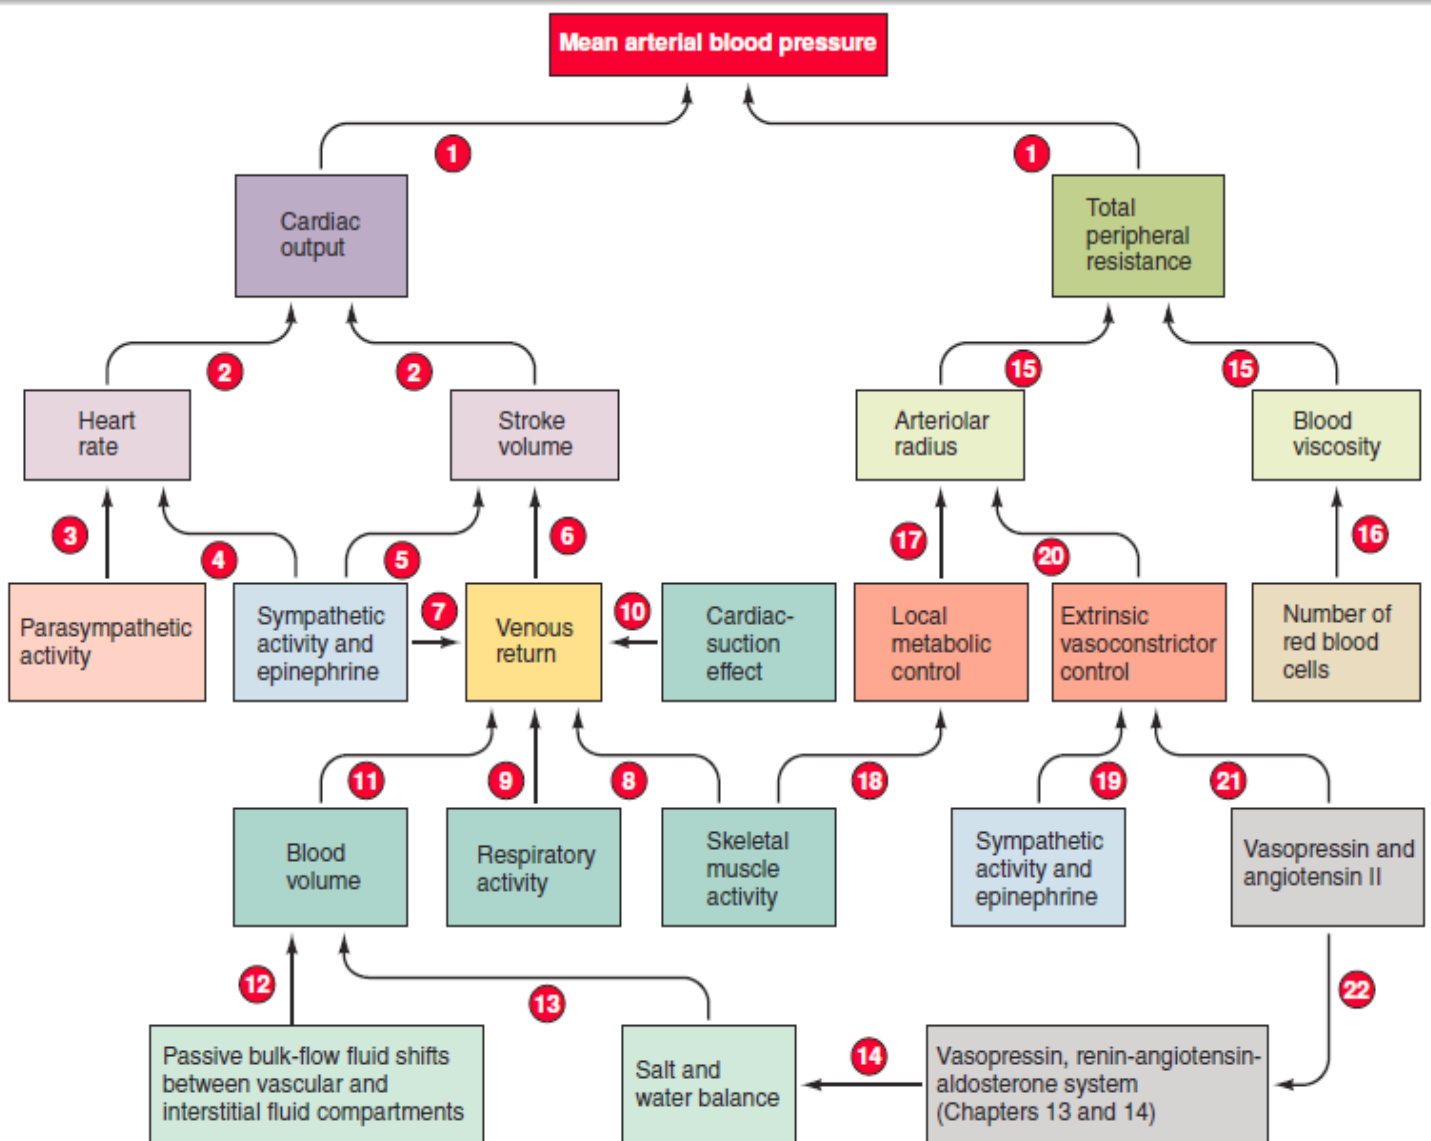 Mean arterial blood pressure
1
1
Cardiac
output
Total
peripheral
resistance
2
2
15
15
Heart
rate
Stroke
volume
Arteriolar
radius
Blood
viscosity
3
4
5
6
17
20
16
Parasympathetic
activity
Sympathetic
activity and
epinephrine
7
Venous
return
10
Cardiac-
suction
effect
Local
metabolic
control
Extrinsic
vasoconstrictor
control
Number of
red blood
cells
11
9
8
18
19
21
Blood
volume
Respiratory
activity
Skeletal
muscle
activity
Sympathetic
activity and
epinephrine
Vasopressin and
angiotensin II
12
13
22
Passive bulk-flow fluid shifts
between vascular and
interstitial fluid compartments
Salt and
water balance
14
Vasopressin, renin-angiotensin-
aldosterone system
(Chapters 13 and 14)